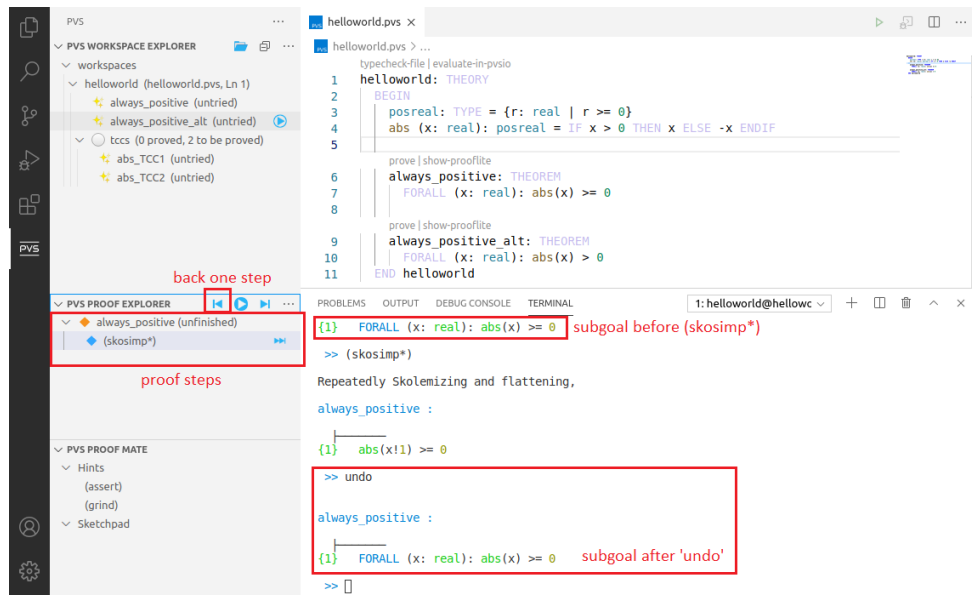 PVS
PVS WORKSPACE EXPLORER
workspaces
helloworld (helloworld.pvs, Ln 1)
always_positive (untried)
always_positive_alt (untried)
tccs (0 proved, 2 to be proved)
abs_TCC1 (untried)
abs_TCC2 (untried)
PVS
back one step
PVS PROOF EXPLORER
always_positive (unfinished)
(skosimp*)
proof steps
PVS PROOF MATE
Hints
(assert)
(grind)
Sketchpad
helloworld.pvs
helloworld.pvs > ...
typecheck-file | evaluate-in-pvsio
1 helloworld: THEORY
2 BEGIN
3 posreal: TYPE = {r: real | r >= 0}
4 abs (x: real): posreal = IF x > 0 THEN x ELSE -x ENDIF
5
prove | show-prooflite
6 always_positive: THEOREM
7 FORALL (x: real): abs(x) >= 0
8
prove | show-prooflite
9 always_positive_alt: THEOREM
10 FORALL (x: real): abs(x) > 0
11 END helloworld
PROBLEMS OUTPUT DEBUG CONSOLE TERMINAL 1: helloworld@hellowc
{1} FORALL (x: real): abs(x) >= 0 subgoal before (skosimp*)
>> (skosimp*)
Repeatedly Skolemizing and flattening,
always_positive :
{1} abs(x!1) >= 0
>> undo
always_positive :
{1} FORALL (x: real): abs(x) >= 0 subgoal after 'undo'
>>